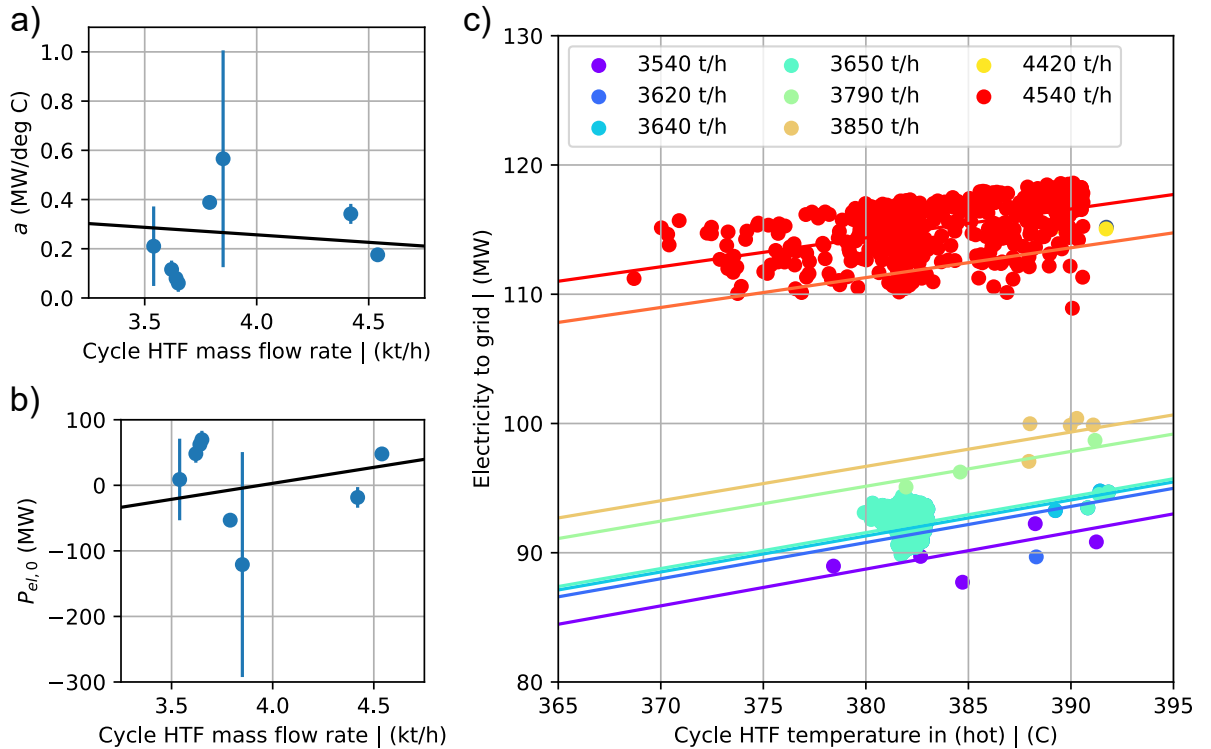 a)
1.0
0.8
0.6
0.4
0.2
0.0
a (MW/deg C)
3.5 4.0 4.5
Cycle HTF mass flow rate | (kt/h)
b)
100
0
−100
−200
−300
P_{el,0} (MW)
3.5 4.0 4.5
Cycle HTF mass flow rate | (kt/h)
c)
130
120
110
100
90
80
Electricity to grid | (MW)
3540 t/h 3650 t/h 4420 t/h
3620 t/h 3790 t/h 4540 t/h
3640 t/h 3850 t/h
365 370 375 380 385 390 395
Cycle HTF temperature in (hot) | (C)